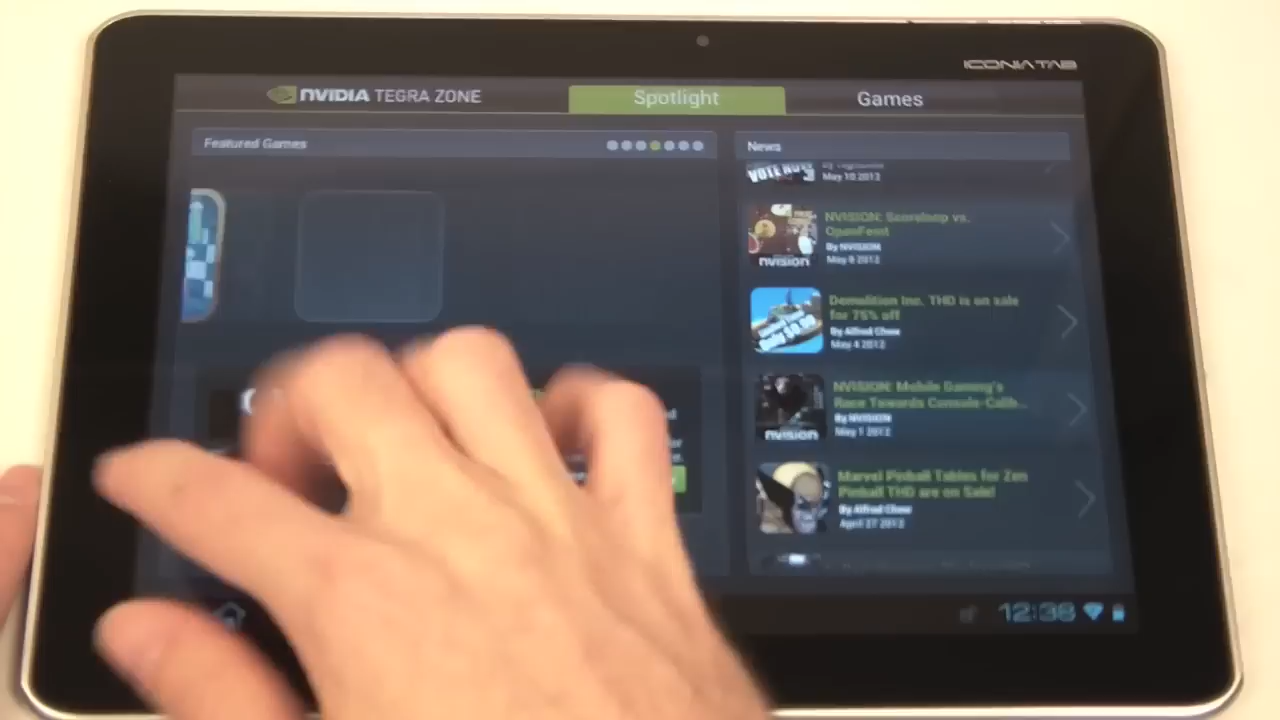 ICONIA TAB
NVIDIA TEGRA ZONE
Spotlight
Games
Featured Games
News
May 10 2012
NVISION: Scoreloop vs.
OpenFeint
By NVISION
May 8 2012
nvision
Demolition Inc. THD is on sale
for 75% off
By Alfred Chow
May 4 2012
NVISION: Mobile Gaming's
Race Towards Console-Calib...
By NVISION
May 1 2012
nvision
Marvel Pinball Tables for Zen
Pinball THD are on Sale!
By Alfred Chow
April 27 2012
12:38